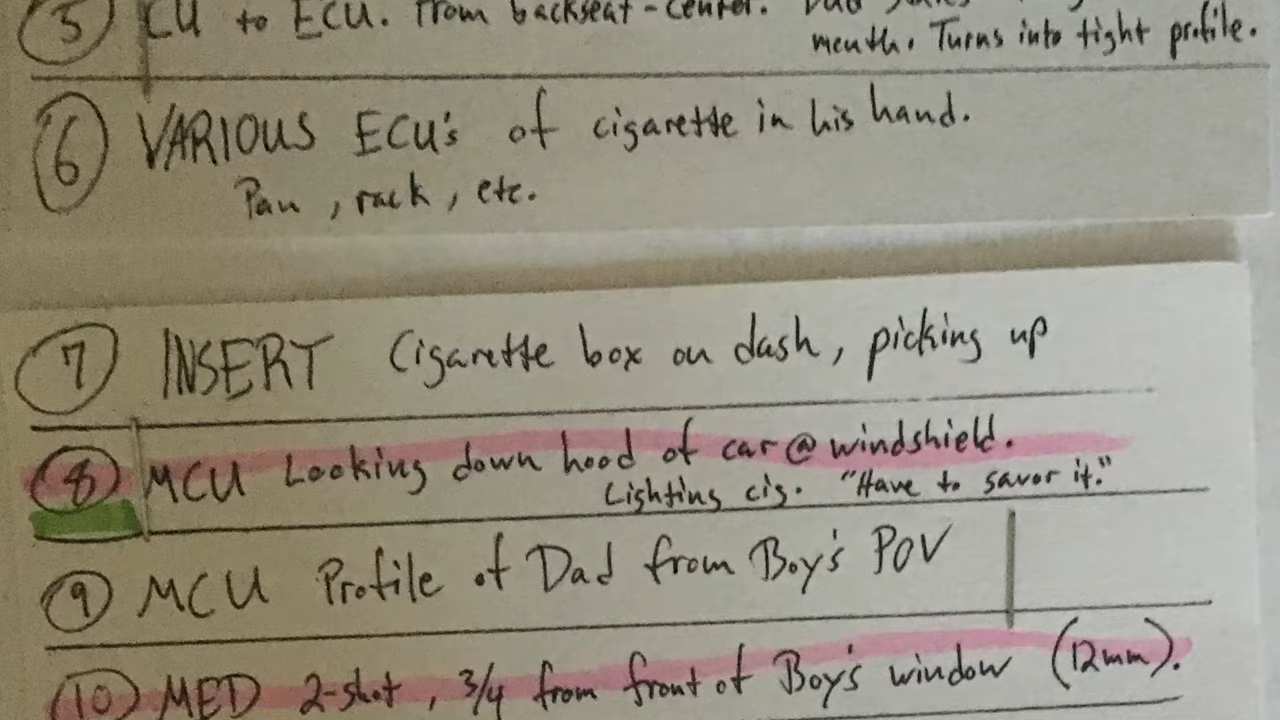 5 CU to ECU. From backseat-center. Dad
mouth. Turns into tight profile.
6 VARIOUS ECU's of cigarette in his hand.
Pan, rack, etc.
7 INSERT Cigarette box on dash, picking up
8 MCU Looking down hood of car @ windshield.
Lighting cig. "Have to savor it."
9 MCU Profile of Dad from Boy's POV
10 MED 2-shot, 3/4 from front of Boy's window (12mm).